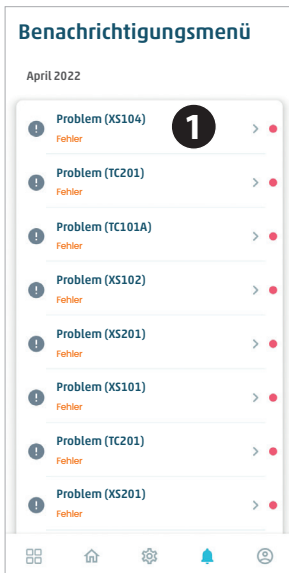 Benachrichtigungsmenü
April 2022
Problem (XS104)
Fehler
1
Problem (TC201)
Fehler
Problem (TC101A)
Fehler
Problem (XS102)
Fehler
Problem (XS201)
Fehler
Problem (XS101)
Fehler
Problem (TC201)
Fehler
Problem (XS201)
Fehler